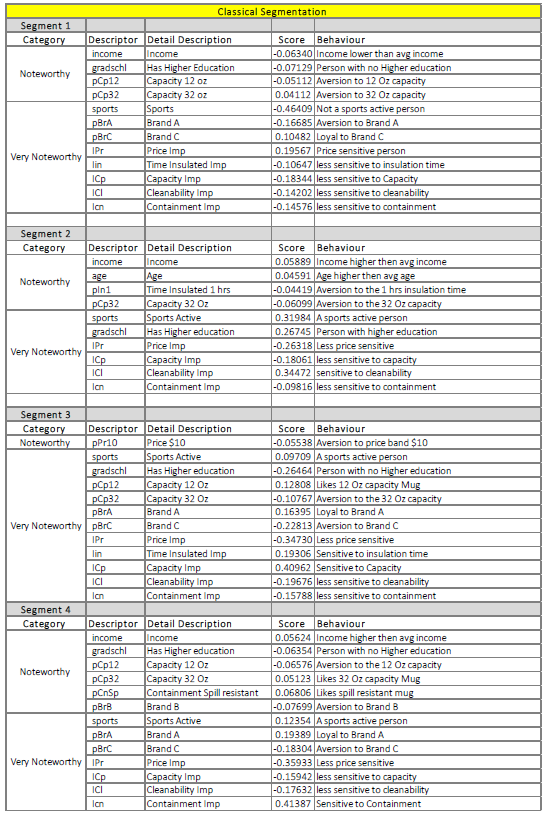 Classical Segmentation
Segment 1
Category Descriptor Detail Description Score Behaviour
Noteworthy
income Income -0.06340 Income lower than avg income
gradschl Has Higher Education -0.07129 Person with no Higher education
pCp12 Capacity 12 oz -0.05112 Aversion to 12 Oz capacity
pCp32 Capacity 32 oz 0.04112 Aversion to 32 Oz capacity
Very Noteworthy
sports Sports -0.46409 Not a sports active person
pBrA Brand A -0.16685 Aversion to Brand A
pBrC Brand C 0.10482 Loyal to Brand C
IPr Price Imp 0.19567 Price sensitive person
Iin Time Insulated Imp -0.10647 less sensitive to insulation time
ICp Capacity Imp -0.18344 less sensitive to Capacity
ICl Cleanability Imp -0.14202 less sensitive to cleanability
Icn Containment Imp -0.14576 less sensitive to containment
Segment 2
Category Descriptor Detail Description Score Behaviour
Noteworthy
income Income 0.05889 Income higher then avg income
age Age 0.04591 Age higher then avg age
pIn1 Time Insulated 1 hrs -0.04419 Aversion to the 1 hrs insulation time
pCp32 Capacity 32 Oz -0.06099 Aversion to the 32 Oz capacity
Very Noteworthy
sports Sports Active 0.31984 A sports active person
gradschl Has Higher education 0.26745 Person with higher education
IPr Price Imp -0.26318 Less price sensitive
ICp Capacity Imp -0.18061 less sensitive to capacity
ICl Cleanability Imp 0.34472 sensitive to cleanability
Icn Containment Imp -0.09816 less sensitive to containment
Segment 3
Category Descriptor Detail Description Score Behaviour
Noteworthy pPr10 Price $10 -0.05538 Aversion to price band $10
Very Noteworthy
sports Sports Active 0.09709 A sports active person
gradschl Has Higher education -0.26464 Person with no Higher education
pCp12 Capacity 12 Oz 0.12808 Likes 12 Oz capacity Mug
pCp32 Capacity 32 Oz -0.10767 Aversion to the 32 Oz capacity
pBrA Brand A 0.16395 Loyal to Brand A
pBrC Brand C -0.22813 Aversion to Brand C
IPr Price Imp -0.34730 Less price sensitive
Iin Time Insulated Imp 0.19306 Sensitive to insulation time
ICp Capacity Imp 0.40962 Sensitive to Capacity
ICl Cleanability Imp -0.19676 less sensitive to cleanability
Icn Containment Imp -0.15788 less sensitive to containment
Segment 4
Category Descriptor Detail Description Score Behaviour
Noteworthy
income Income 0.05624 Income higher then avg income
gradschl Has Higher education -0.06354 Person with no Higher education
pCp12 Capacity 12 Oz -0.06576 Aversion to the 12 Oz capacity
pCp32 Capacity 32 Oz 0.05123 Likes 32 Oz capacity Mug
pCnSp Containment Spill resistant 0.06806 Likes spill resistant mug
pBrB Brand B -0.07699 Aversion to Brand B
Very Noteworthy
sports Sports Active 0.12354 A sports active person
pBrA Brand A 0.19389 Loyal to Brand A
pBrC Brand C -0.18304 Aversion to Brand C
IPr Price Imp -0.35933 Less price sensitive
ICp Capacity Imp -0.15942 less sensitive to capacity
ICl Cleanability Imp -0.17632 less sensitive to cleanability
Icn Containment Imp 0.41387 Sensitive to Containment